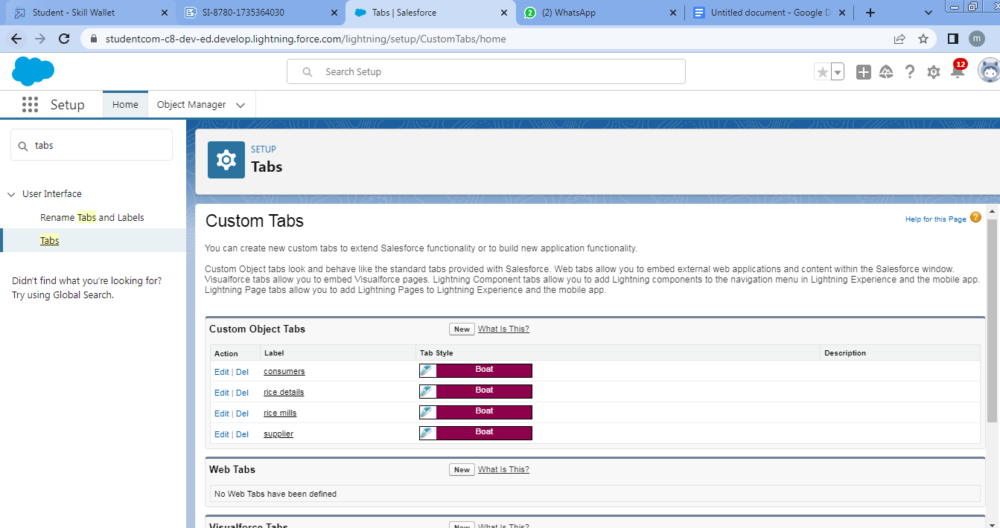 Student - Skill Wallet
SI-8780-1735364030
Tabs | Salesforce
2
(2) WhatsApp
Untitled document - Google D
studentcom-c8-dev-ed.develop.lightning.force.com/lightning/setup/CustomTabs/home
m
Search Setup
12
Setup
Home
Object Manager
tabs
User Interface
Rename Tabs and Labels
Tabs
Didn't find what you're looking for?
Try using Global Search.
SETUP
Tabs
Custom Tabs
Help for this Page ?
You can create new custom tabs to extend Salesforce functionality or to build new application functionality.
Custom Object tabs look and behave like the standard tabs provided with Salesforce. Web tabs allow you to embed external web applications and content within the Salesforce window.
Visualforce tabs allow you to embed Visualforce pages. Lightning Component tabs allow you to add Lightning components to the navigation menu in Lightning Experience and the mobile app.
Lightning Page tabs allow you to add Lightning Pages to Lightning Experience and the mobile app.
Custom Object Tabs New What Is This?
Action Label Tab Style Description
Edit | Del consumers Boat
Edit | Del rice details Boat
Edit | Del rice mills Boat
Edit | Del supplier Boat
Web Tabs New What Is This?
No Web Tabs have been defined
Visualforce Tabs New What Is This?